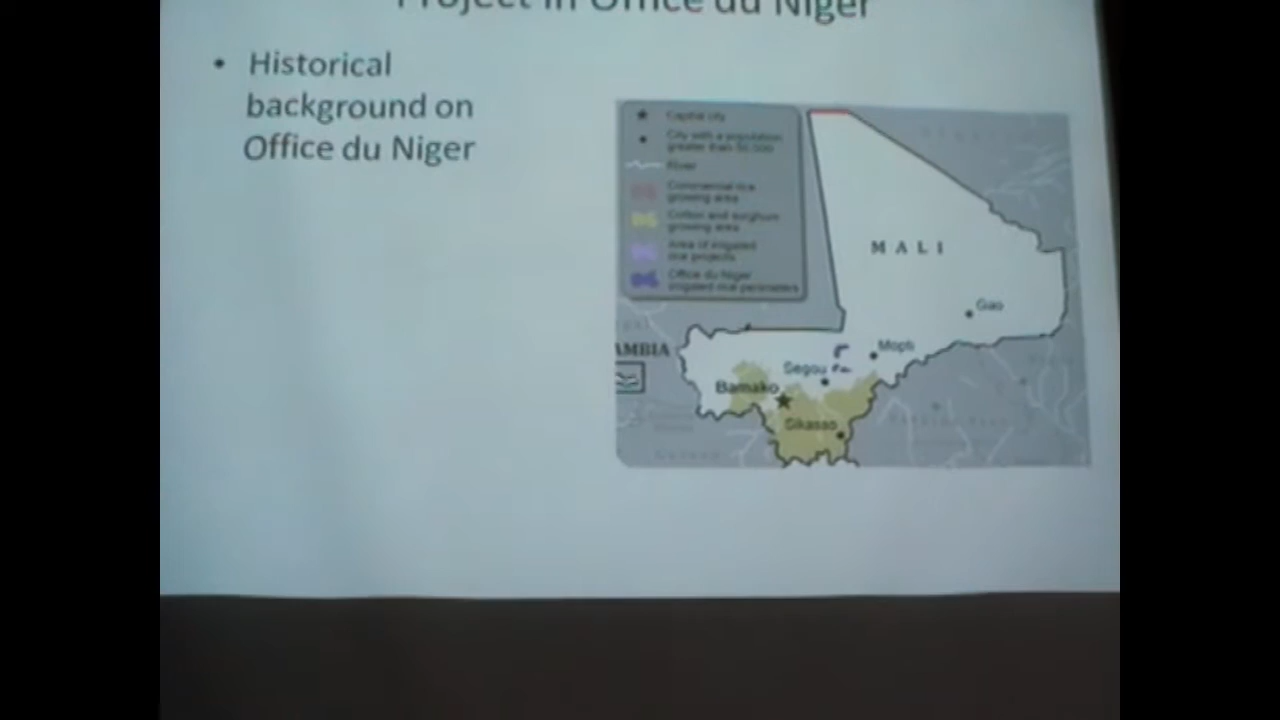 Project in Office du Niger
• Historical
background on
Office du Niger
Capital city
City with a population
greater than 50,000
River
Commercial rice
growing area
Cotton and sorghum
growing area
Area of irrigated
rice projects
Office du Niger
irrigated rice perimeters
MALI
Gao
AMBIA
Mopti
Segou
Bamako
Sikasso